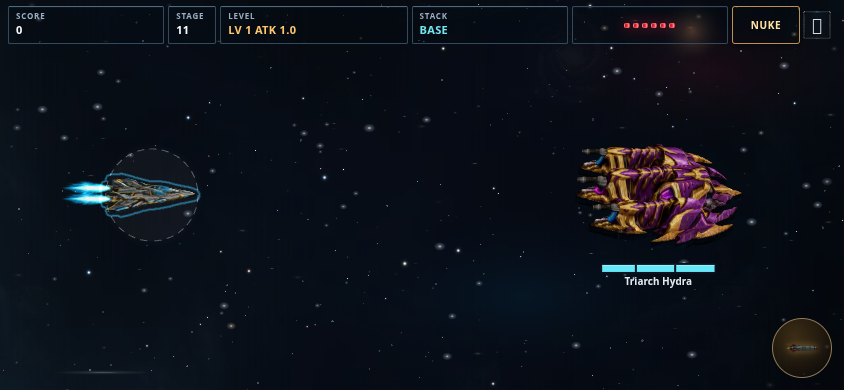 SCORE
0
STAGE
11
LEVEL
LV 1 ATK 1.0
STACK
BASE
NUKE
Triarch Hydra